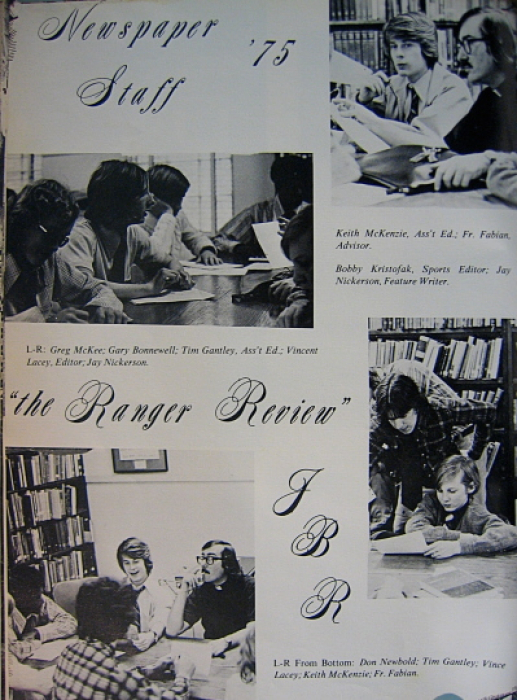 Newspaper '75
Staff
Keith McKenzie, Ass't Ed.; Fr. Fabian,
Advisor.
Bobby Kristofak, Sports Editor; Jay
Nickerson, Feature Writer.
L-R: Greg McKee; Gary Bonnewell; Tim Gantley, Ass't Ed.; Vincent
Lacey, Editor; Jay Nickerson.
"the Ranger Review"
J
B
R
L-R From Bottom: Don Newbold; Tim Gantley; Vince
Lacey; Keith McKenzie; Fr. Fabian.